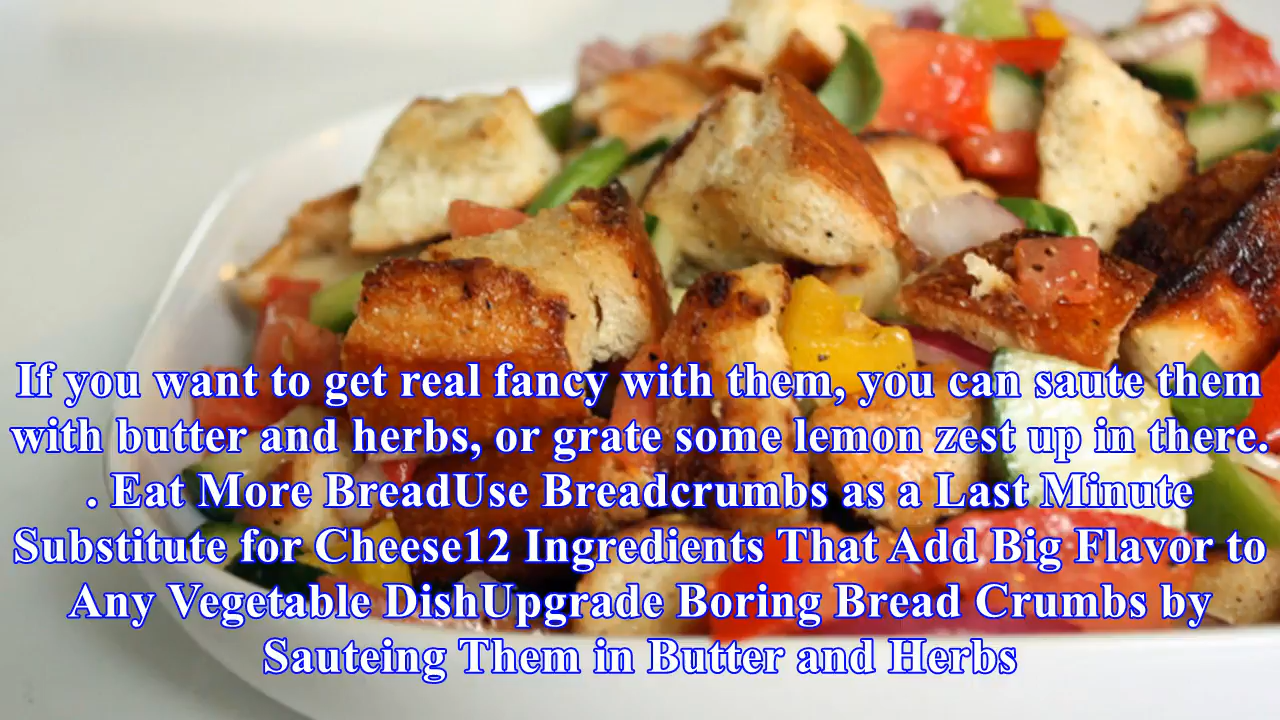 If you want to get real fancy with them, you can saute them
with butter and herbs, or grate some lemon zest up in there.
. Eat More BreadUse Breadcrumbs as a Last Minute
Substitute for Cheese12 Ingredients That Add Big Flavor to
Any Vegetable DishUpgrade Boring Bread Crumbs by
Sauteing Them in Butter and Herbs